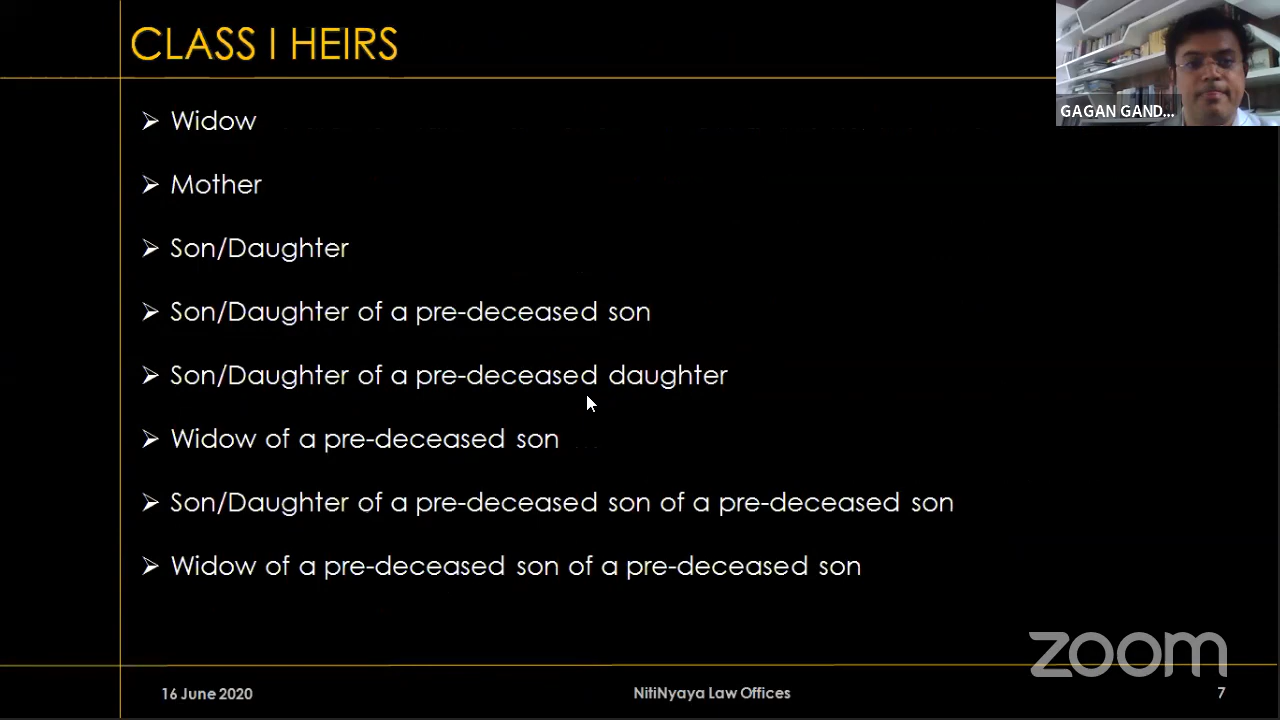 CLASS I HEIRS
GAGAN GAND...
➢ Widow
➢ Mother
➢ Son/Daughter
➢ Son/Daughter of a pre-deceased son
➢ Son/Daughter of a pre-deceased daughter
➢ Widow of a pre-deceased son
➢ Son/Daughter of a pre-deceased son of a pre-deceased son
➢ Widow of a pre-deceased son of a pre-deceased son
zoom
16 June 2020
NitiNyaya Law Offices
7